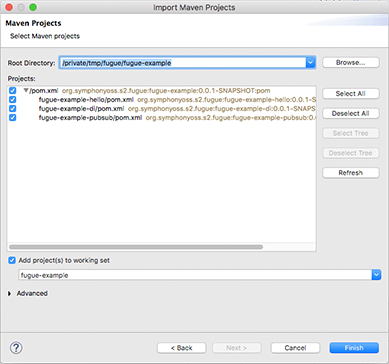 Import Maven Projects
Maven Projects
Select Maven projects
Root Directory: /private/tmp/fugue/fugue-example Browse...
Projects:
/pom.xml org.symphonyoss.s2.fugue:fugue-example:0.0.1-SNAPSHOT:pom Select All
fugue-example-hello/pom.xml org.symphonyoss.s2.fugue:fugue-example-hello:0.0.1-S
fugue-example-di/pom.xml org.symphonyoss.s2.fugue:fugue-example-di:0.0.1-SNAPSH Deselect All
fugue-example-pubsub/pom.xml org.symphonyoss.s2.fugue:fugue-example-pubsub:0.0
Select Tree
Deselect Tree
Refresh
Add project(s) to working set
fugue-example
Advanced
? < Back Next > Cancel Finish